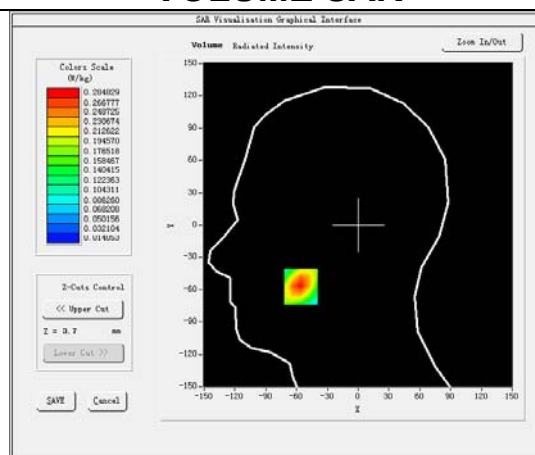 SAR Visualisation Graphical Interface
Volume Radiated Intensity
Zoom In/Out
Colors Scale
(W/kg)
0.284829
0.266777
0.248725
0.230674
0.212622
0.194570
0.176518
0.158467
0.140415
0.122363
0.104311
0.086260
0.068208
0.050156
0.032104
0.014053
Z-Cuts Control
<< Upper Cut
Z = 3.7 mm
Lower Cut >>
SAVE
Cancel
150
120
90
60
30
0
-30
-60
-90
-120
-150
Y
-150 -120 -90 -60 -30 0 30 60 90 120 150
X